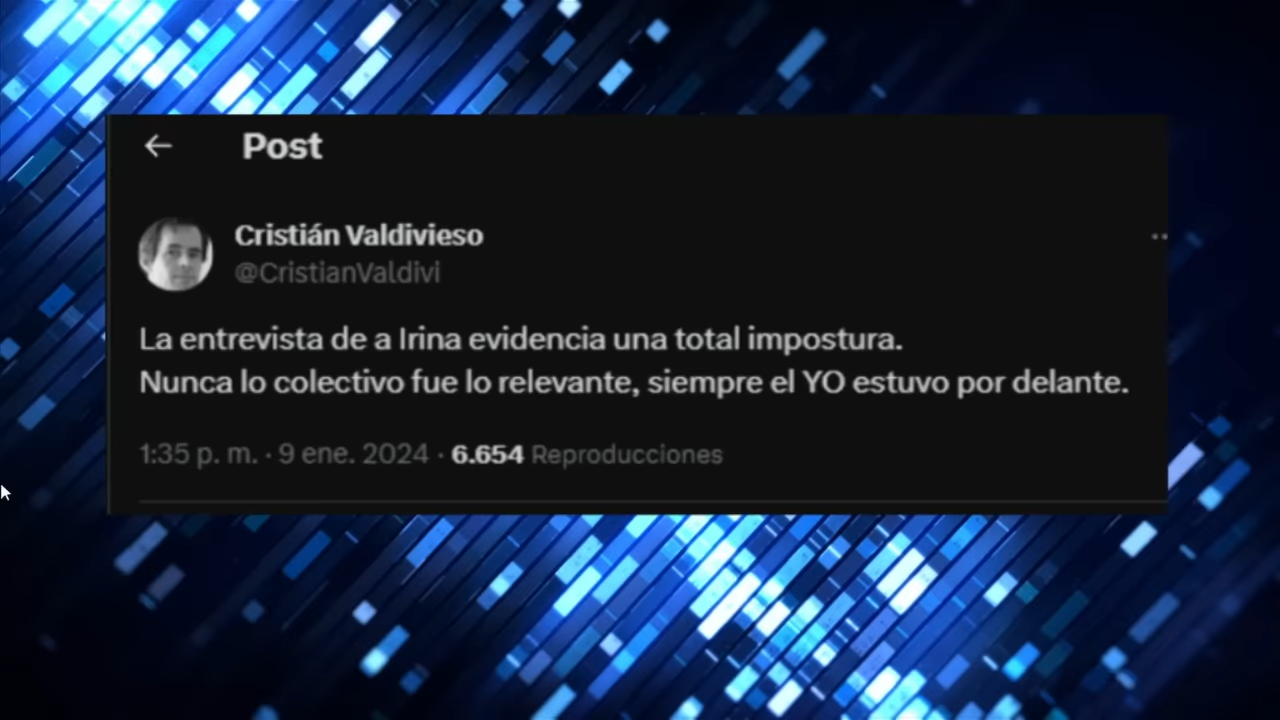 Post
Cristián Valdivieso
@CristianValdivi
La entrevista de a Irina evidencia una total impostura.
Nunca lo colectivo fue lo relevante, siempre el YO estuvo por delante.
1:35 p. m. · 9 ene. 2024 · 6.654 Reproducciones